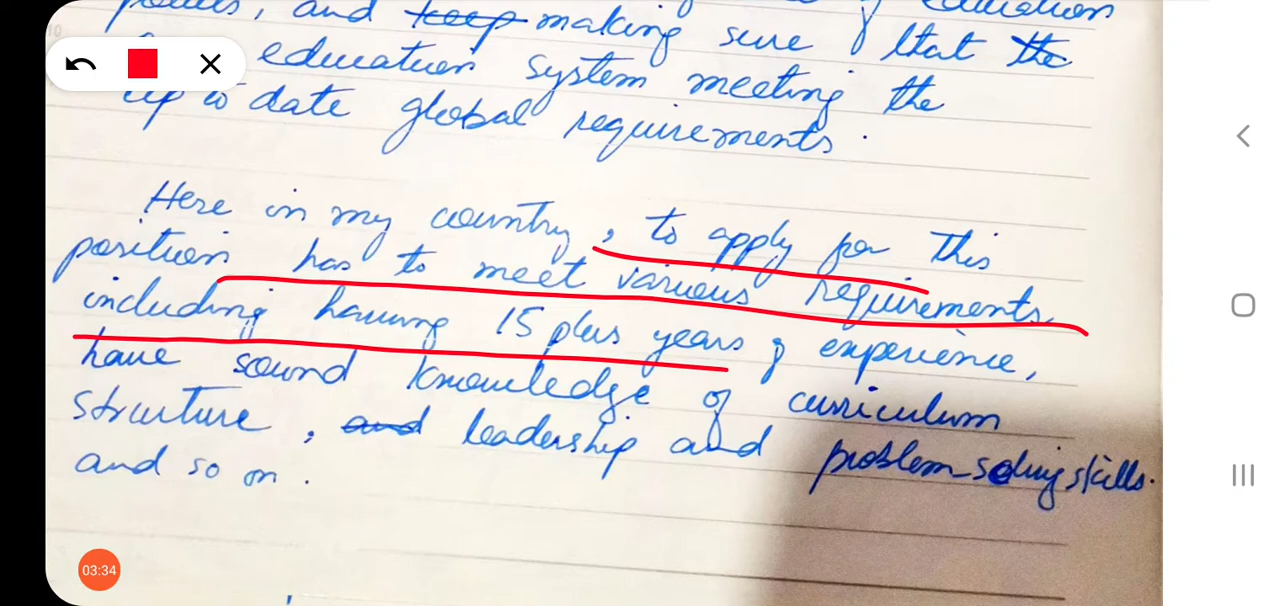 and keep making sure that the
education system meeting the
up to date global requirements.
Here in my country, to apply for this
position has to meet various requirements
including having 15 plus years of experience,
have sound knowledge of curriculum
structure, and leadership and problem-solving skills.
and so on.
03:34